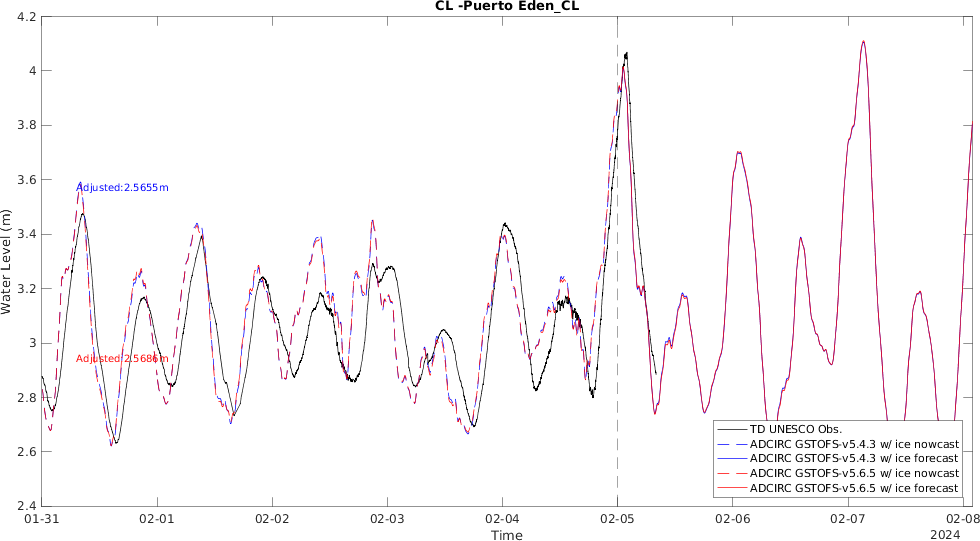 CL -Puerto Eden_CL
4.2
4
3.8
3.6
3.4
3.2
3
2.8
2.6
2.4
Water Level (m)
Adjusted:2.5655m
Adjusted:2.5686m
TD UNESCO Obs.
ADCIRC GSTOFS-v5.4.3 w/ ice nowcast
ADCIRC GSTOFS-v5.4.3 w/ ice forecast
ADCIRC GSTOFS-v5.6.5 w/ ice nowcast
ADCIRC GSTOFS-v5.6.5 w/ ice forecast
01-31 02-01 02-02 02-03 02-04 02-05 02-06 02-07 02-08
Time
2024